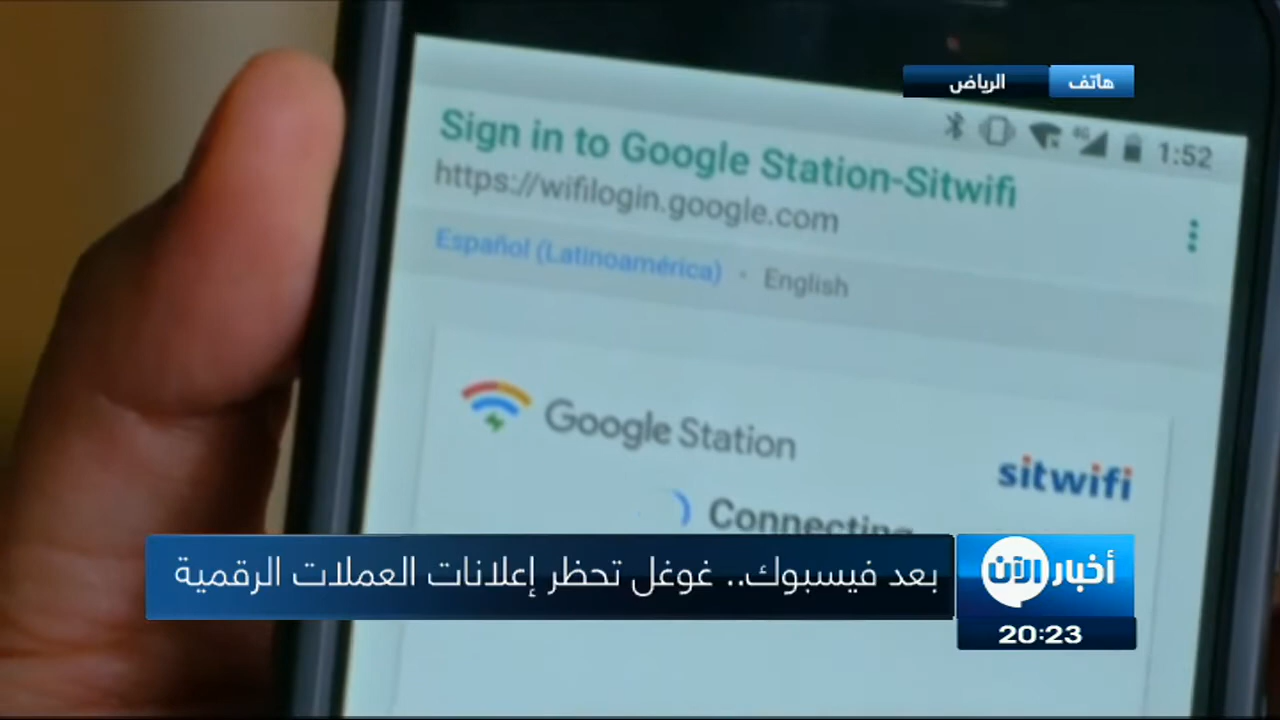 هاتف الرياض
1:52
Sign in to Google Station-Sitwifi
https://wifilogin.google.com
Español (Latinoamérica) · English
Google Station
sitwifi
Connecting
بعد فيسبوك.. غوغل تحظر إعلانات العملات الرقمية
أخبار الآن
20:23